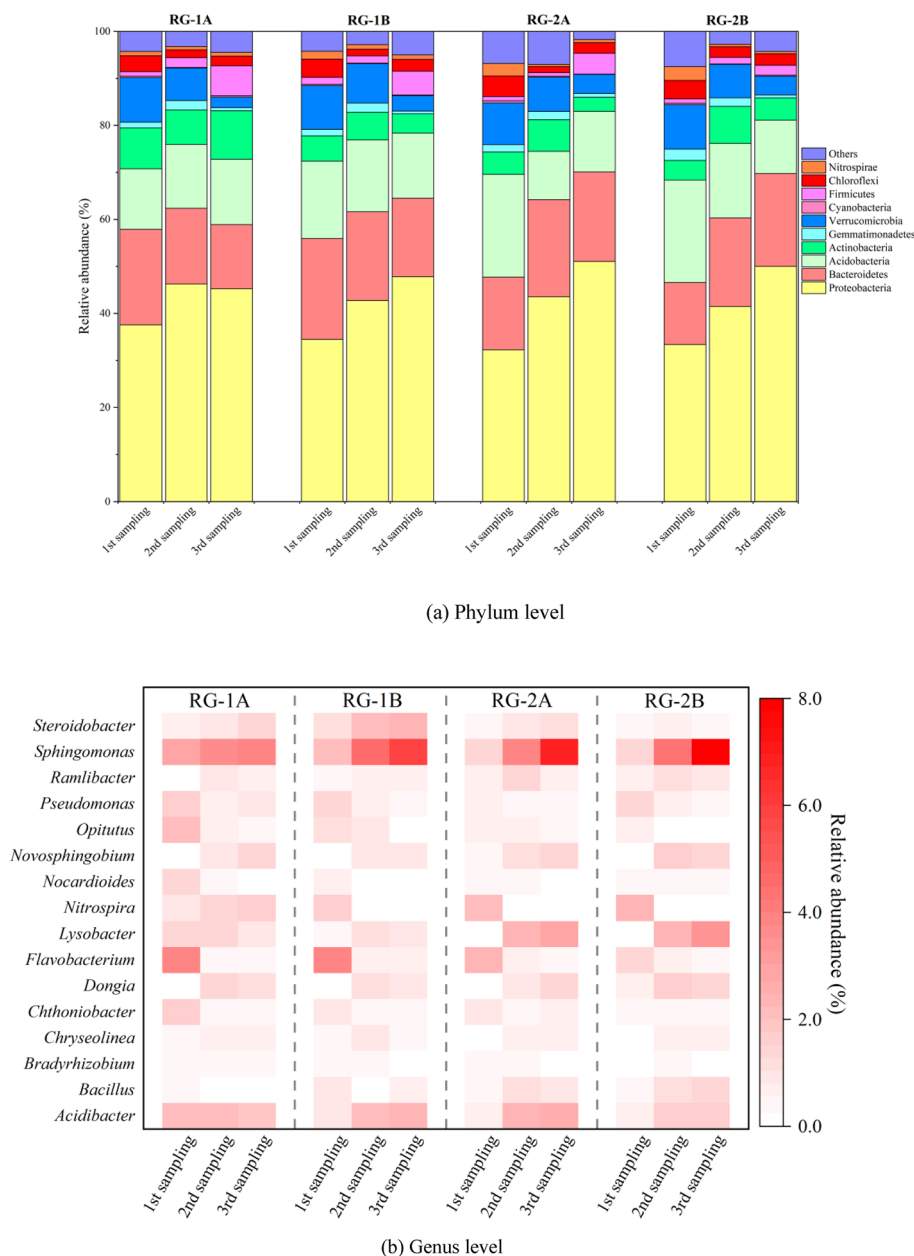 RG-1A RG-1B RG-2A RG-2B
100
80
60
40
20
0
Relative abundance (%)
Others
Nitrospirae
Chloroflexi
Firmicutes
Cyanobacteria
Verrucomicrobia
Gemmatimonadetes
Actinobacteria
Acidobacteria
Bacteroidetes
Proteobacteria
1st sampling 2nd sampling 3rd sampling 1st sampling 2nd sampling 3rd sampling 1st sampling 2nd sampling 3rd sampling 1st sampling 2nd sampling 3rd sampling
(a) Phylum level
RG-1A RG-1B RG-2A RG-2B
Steroidobacter
Sphingomonas
Ramlibacter
Pseudomonas
Opitutus
Novosphingobium
Nocardioides
Nitrospira
Lysobacter
Flavobacterium
Dongia
Chthoniobacter
Chryseolinea
Bradyrhizobium
Bacillus
Acidibacter
8.0
6.0
4.0
2.0
0.0
Relative abundance (%)
1st sampling 2nd sampling 3rd sampling 1st sampling 2nd sampling 3rd sampling 1st sampling 2nd sampling 3rd sampling 1st sampling 2nd sampling 3rd sampling
(b) Genus level